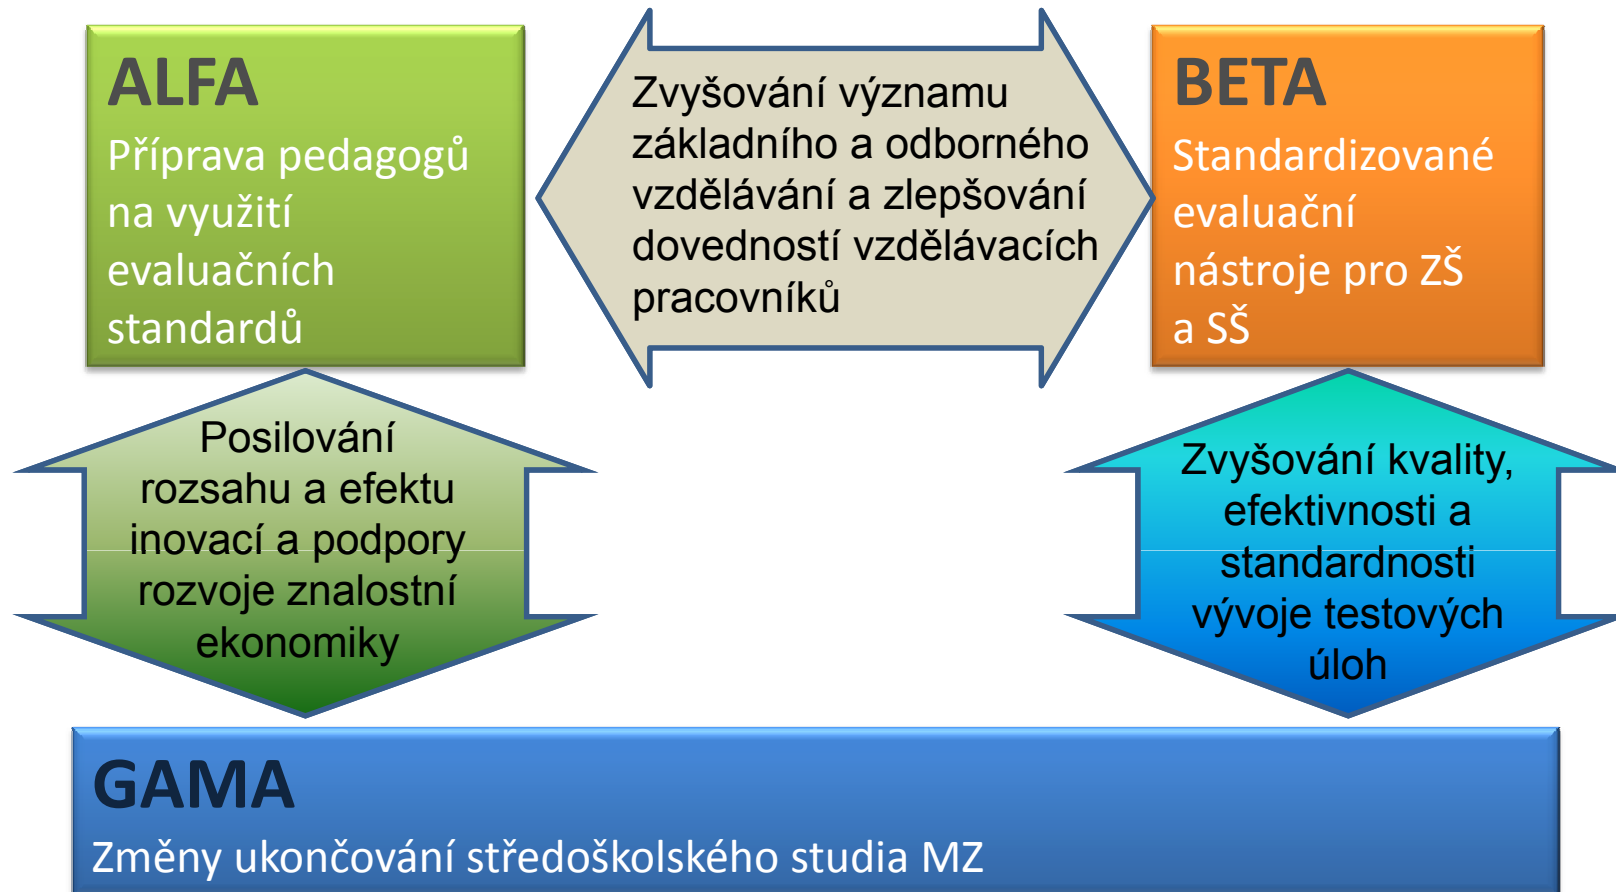 ALFA
Příprava pedagogů
na využití
evaluačních
standardů
Zvyšování významu
základního a odborného
vzdělávání a zlepšování
dovedností vzdělávacích
pracovníků
BETA
Standardizované
evaluační
nástroje pro ZŠ
a SŠ
Posilování
rozsahu a efektu
inovací a podpory
rozvoje znalostní
ekonomiky
Zvyšování kvality,
efektivnosti a
standardnosti
vývoje testových
úloh
GAMA
Změny ukončování středoškolského studia MZ